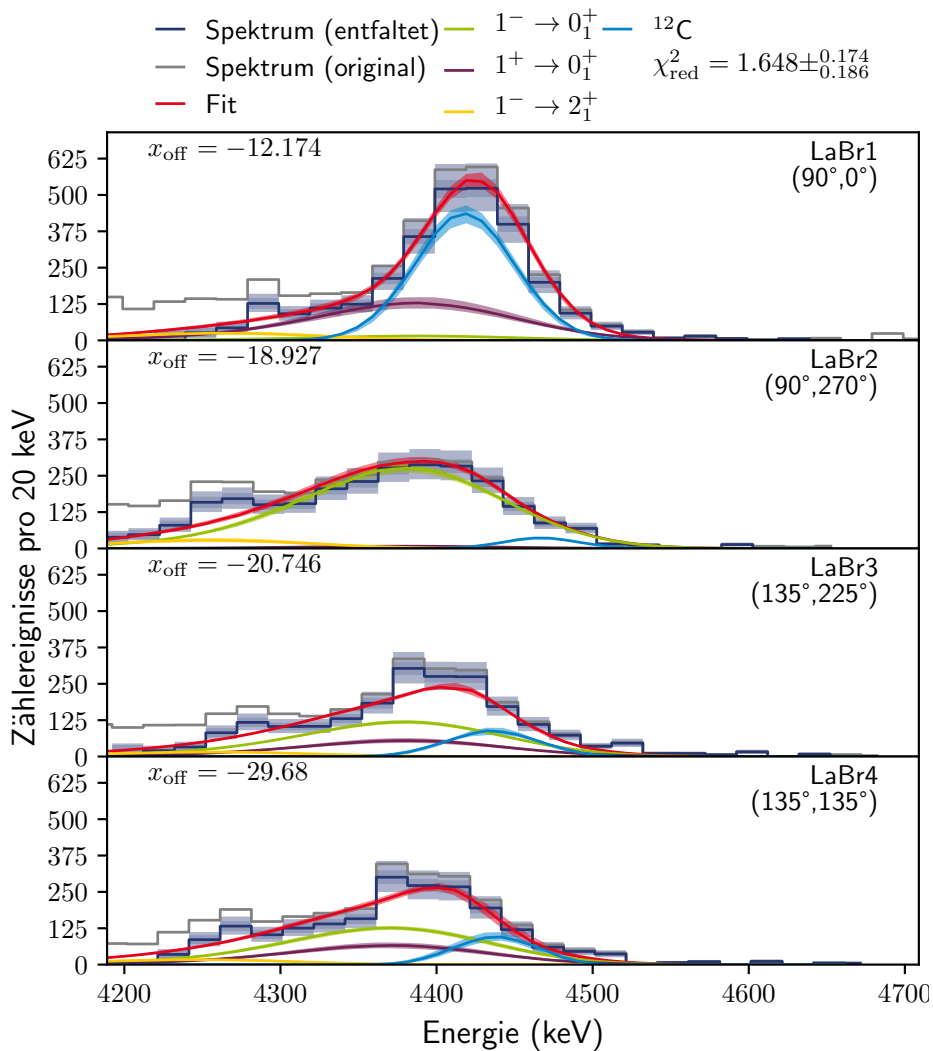 Spektrum (entfaltet) 1⁻ → 0₁⁺ ¹²C
Spektrum (original) 1⁺ → 0₁⁺ χ²_red = 1.648±^0.174_0.186
Fit 1⁻ → 2₁⁺
x_off = −12.174 LaBr1
(90°,0°)
625
500
375
250
125
0
x_off = −18.927 LaBr2
(90°,270°)
625
500
375
250
125
0
x_off = −20.746 LaBr3
(135°,225°)
625
500
375
250
125
0
x_off = −29.68 LaBr4
(135°,135°)
625
500
375
250
125
0
Zählereignisse pro 20 keV
4200 4300 4400 4500 4600 4700
Energie (keV)